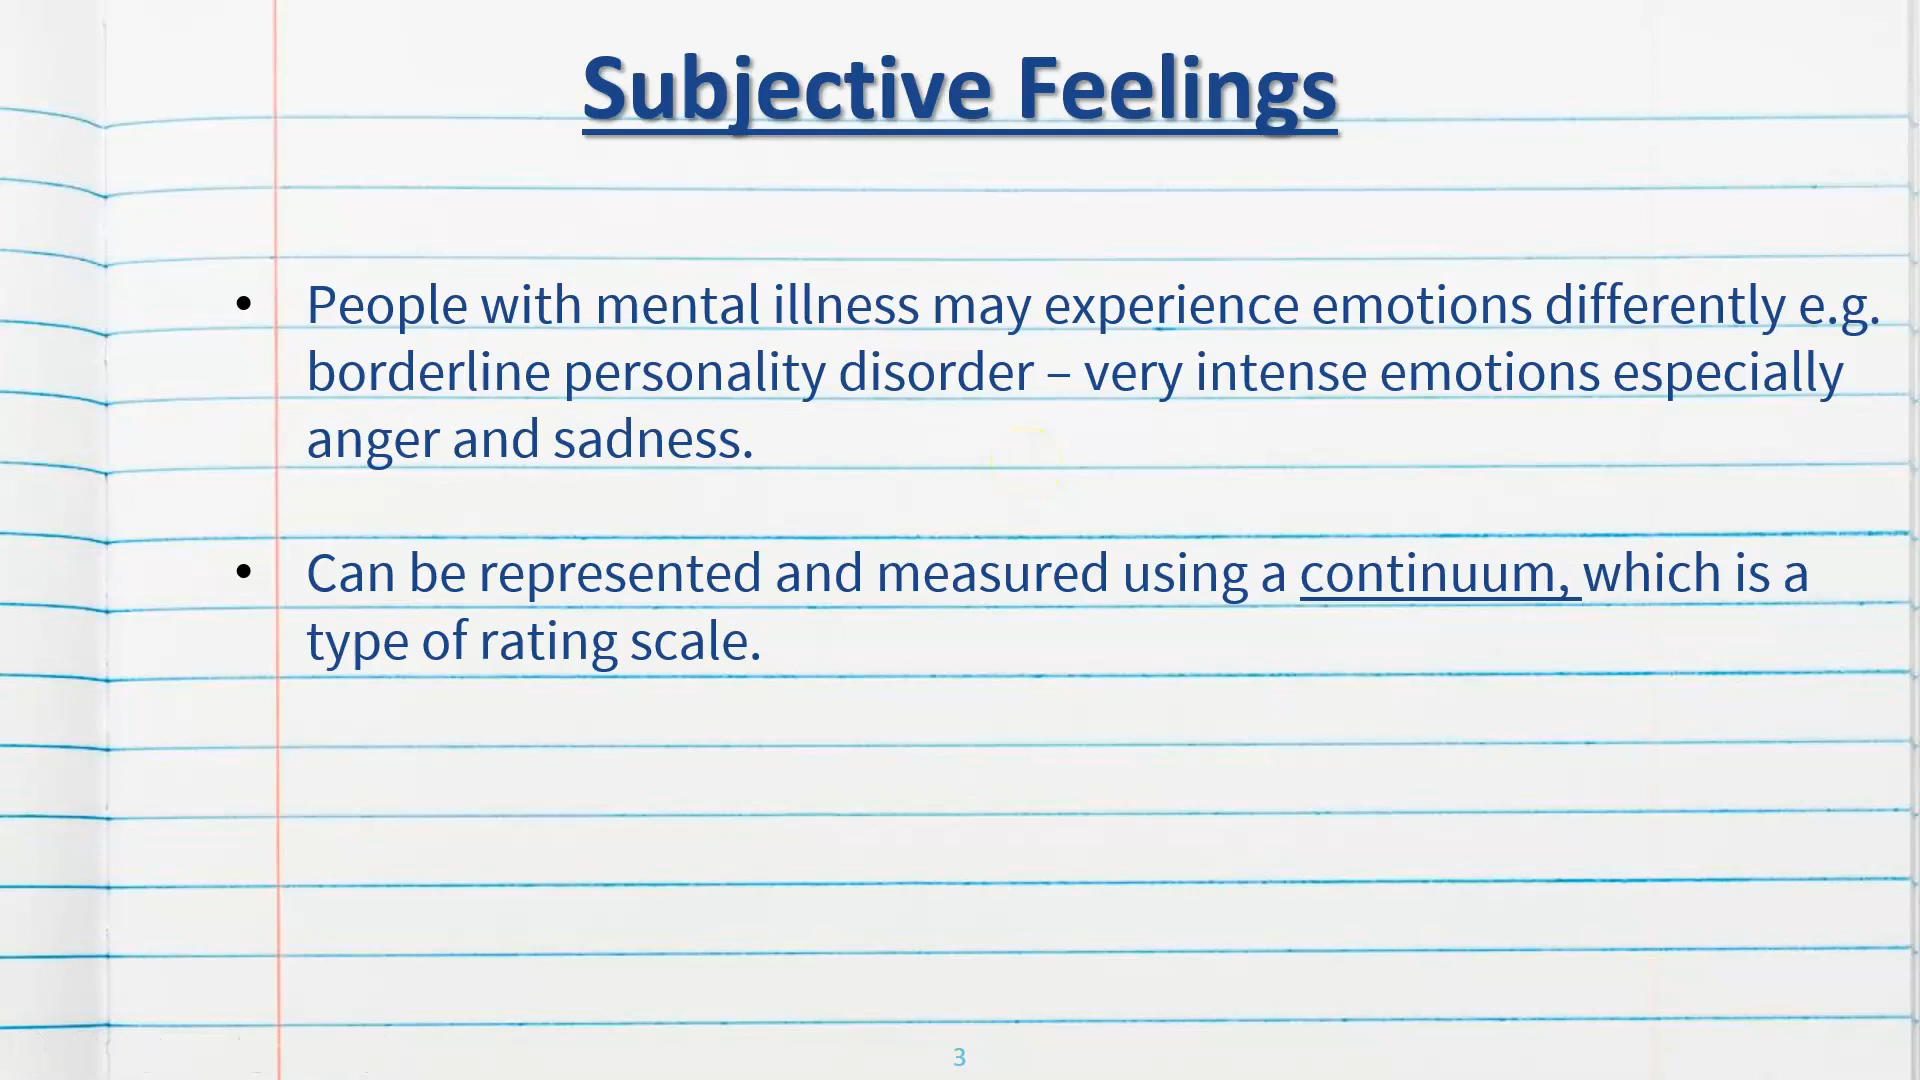 Subjective Feelings
• People with mental illness may experience emotions differently e.g.
borderline personality disorder – very intense emotions especially
anger and sadness.
• Can be represented and measured using a continuum, which is a
type of rating scale.
3